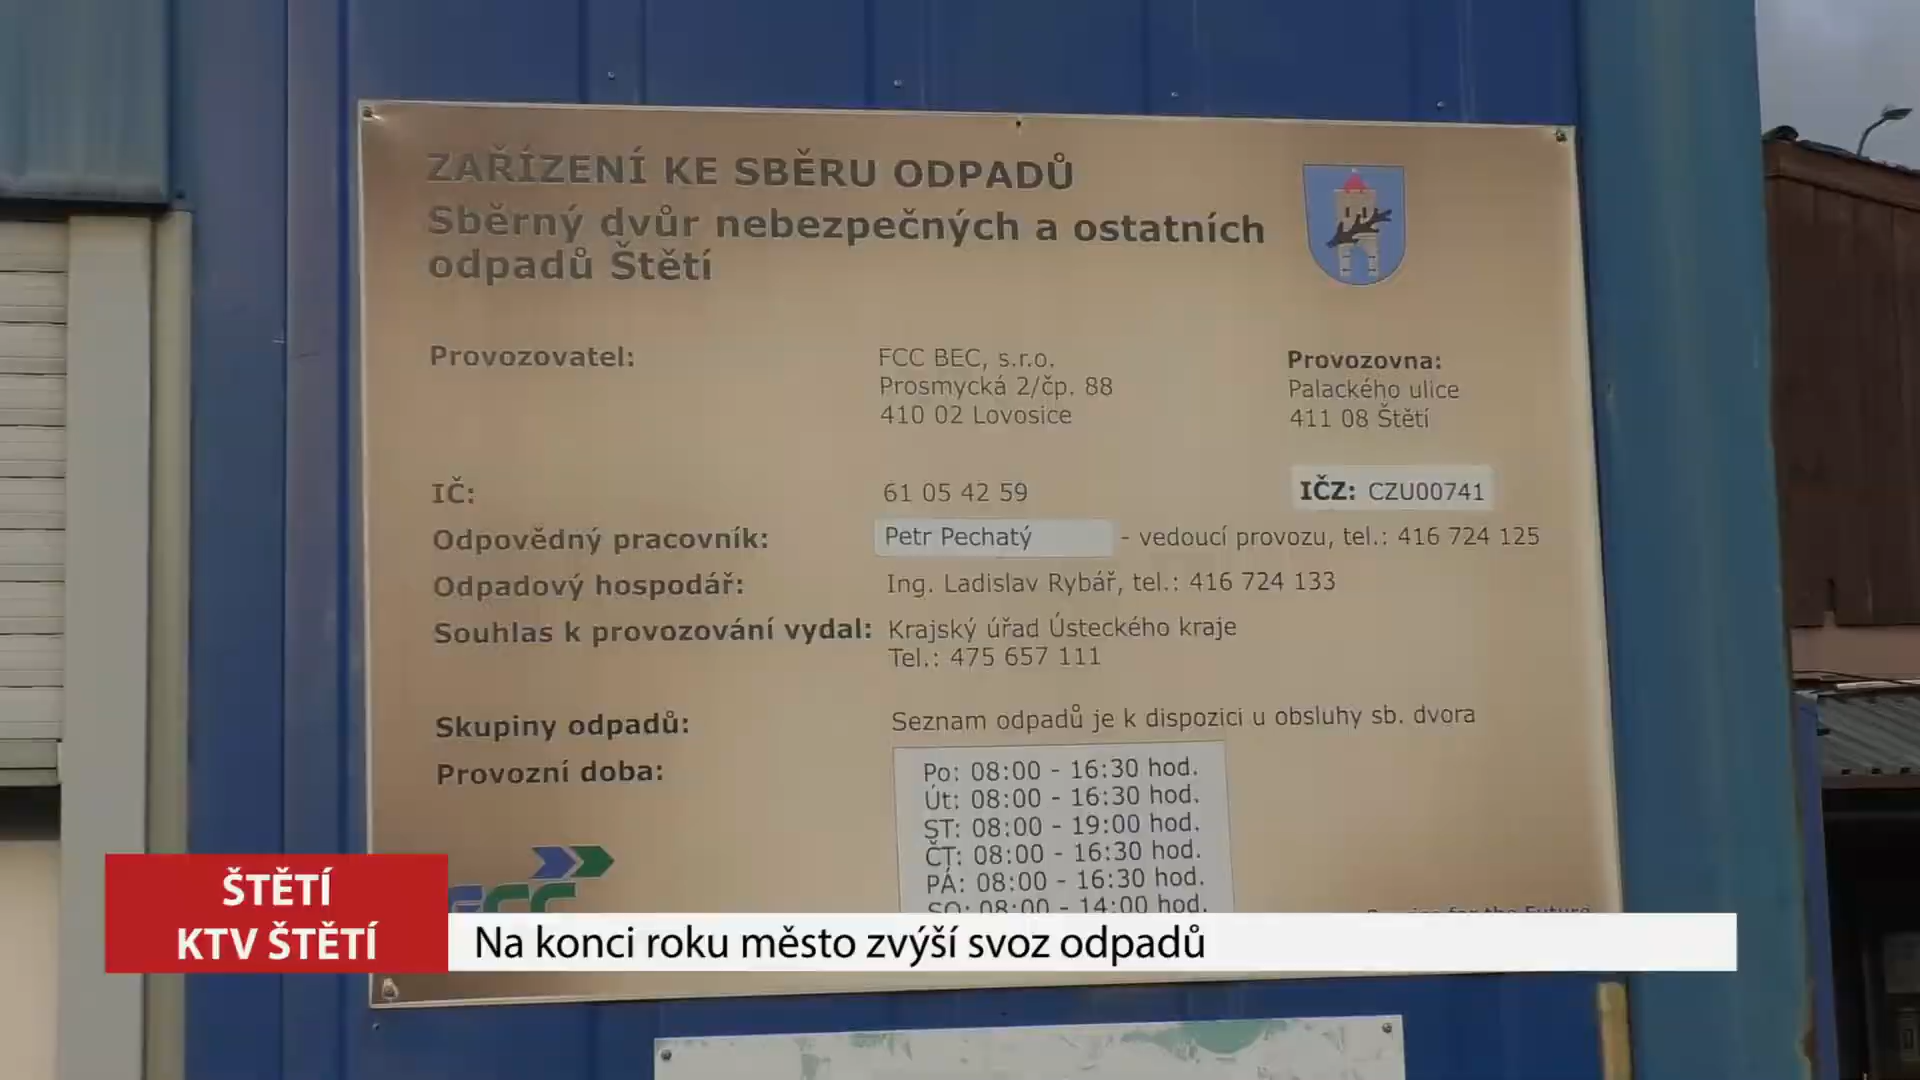 ZAŘÍZENÍ KE SBĚRU ODPADŮ
Sběrný dvůr nebezpečných a ostatních
odpadů Štětí
Provozovatel:
FCC BEC, s.r.o.
Prosmycká 2/čp. 88
410 02 Lovosice
Provozovna:
Palackého ulice
411 08 Štětí
IČ: 61 05 42 59
IČZ: CZU00741
Odpovědný pracovník: Petr Pechatý - vedoucí provozu, tel.: 416 724 125
Odpadový hospodář: Ing. Ladislav Rybář, tel.: 416 724 133
Souhlas k provozování vydal: Krajský úřad Ústeckého kraje
Tel.: 475 657 111
Skupiny odpadů: Seznam odpadů je k dispozici u obsluhy sb. dvora
Provozní doba:
Po: 08:00 - 16:30 hod.
Út: 08:00 - 16:30 hod.
ST: 08:00 - 19:00 hod.
ČT: 08:00 - 16:30 hod.
PÁ: 08:00 - 16:30 hod.
SO: 08:00 - 14:00 hod.
FCC
Service for the Future
ŠTĚTÍ
KTV ŠTĚTÍ
Na konci roku město zvýší svoz odpadů